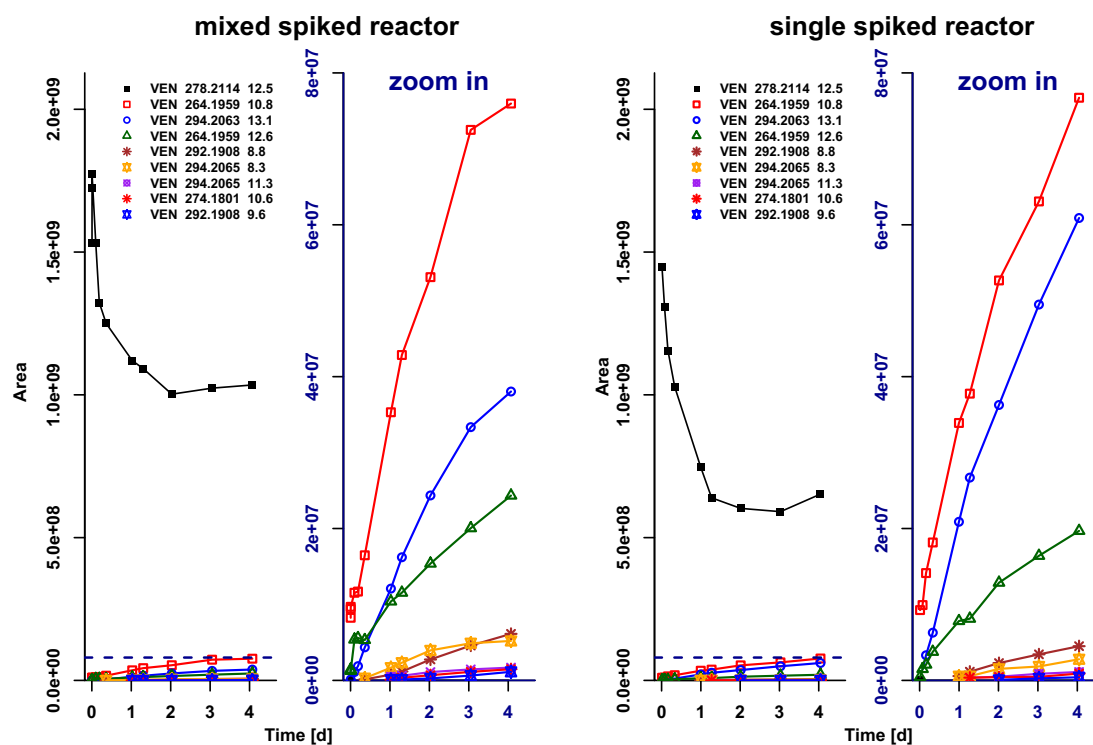 mixed spiked reactor
single spiked reactor
zoom in
VEN 278.2114 12.5
VEN 264.1959 10.8
VEN 294.2063 13.1
VEN 264.1959 12.6
VEN 292.1908 8.8
VEN 294.2065 8.3
VEN 294.2065 11.3
VEN 274.1801 10.6
VEN 292.1908 9.6
Area
0.0e+00
5.0e+08
1.0e+09
1.5e+09
2.0e+09
0e+00
2e+07
4e+07
6e+07
8e+07
0 1 2 3 4
0 1 2 3 4
Time [d]
zoom in
VEN 278.2114 12.5
VEN 264.1959 10.8
VEN 294.2063 13.1
VEN 264.1959 12.6
VEN 292.1908 8.8
VEN 294.2065 8.3
VEN 294.2065 11.3
VEN 274.1801 10.6
VEN 292.1908 9.6
Area
0.0e+00
5.0e+08
1.0e+09
1.5e+09
2.0e+09
0e+00
2e+07
4e+07
6e+07
8e+07
0 1 2 3 4
0 1 2 3 4
Time [d]